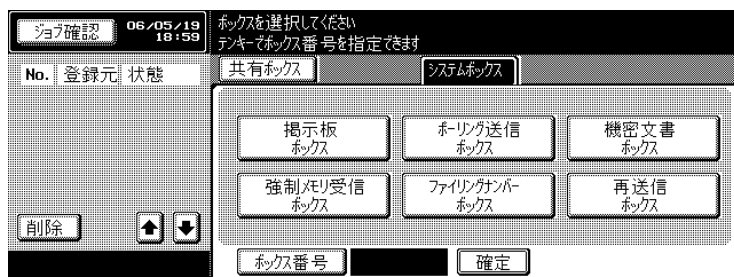 ジョブ確認
06/05/19
18:59
ボックスを選択してください
テンキーでボックス番号を指定できます
No. 登録元 状態
共有ボックス
システムボックス
掲示板
ボックス
ポーリング送信
ボックス
機密文書
ボックス
強制メモリ受信
ボックス
ファイリングナンバー
ボックス
再送信
ボックス
削除
ボックス番号
確定